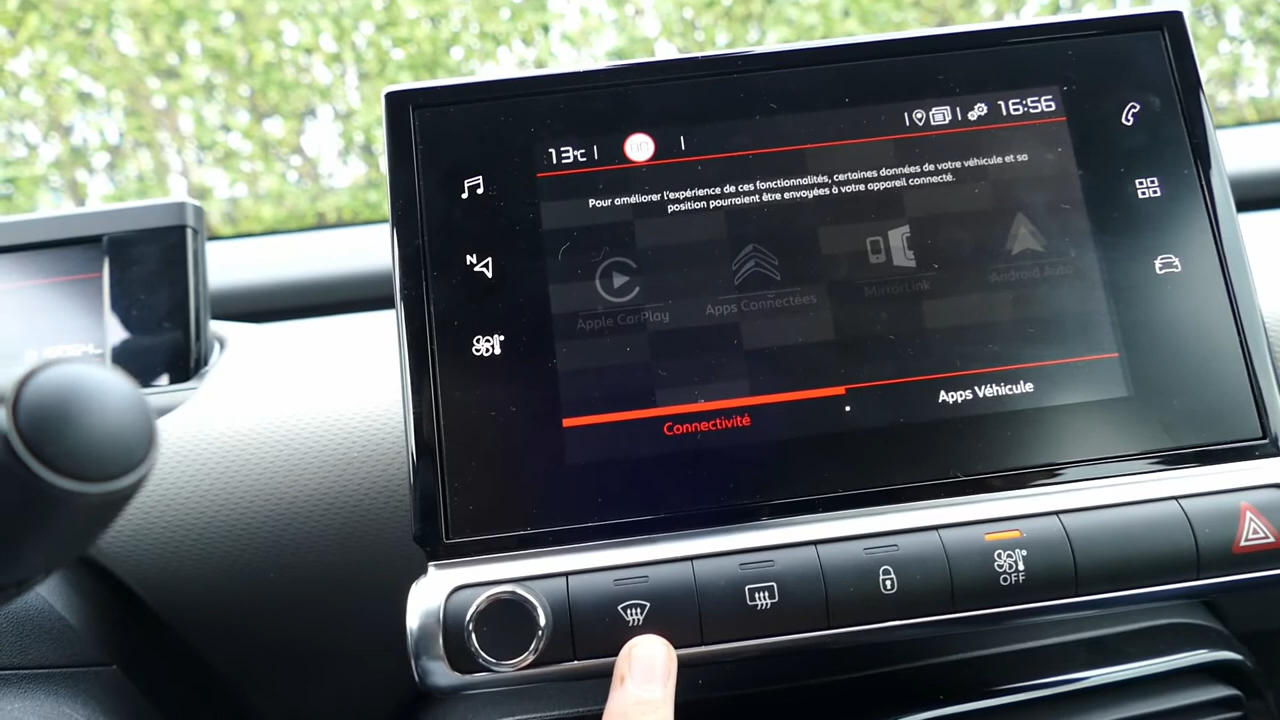 13°C
16:56
Pour améliorer l'expérience de ces fonctionnalités, certaines données de votre véhicule et sa
position pourraient être envoyées à votre appareil connecté.
N
Apple CarPlay
Apps Connectées
MirrorLink
Android Auto
Connectivité
Apps Véhicule
OFF